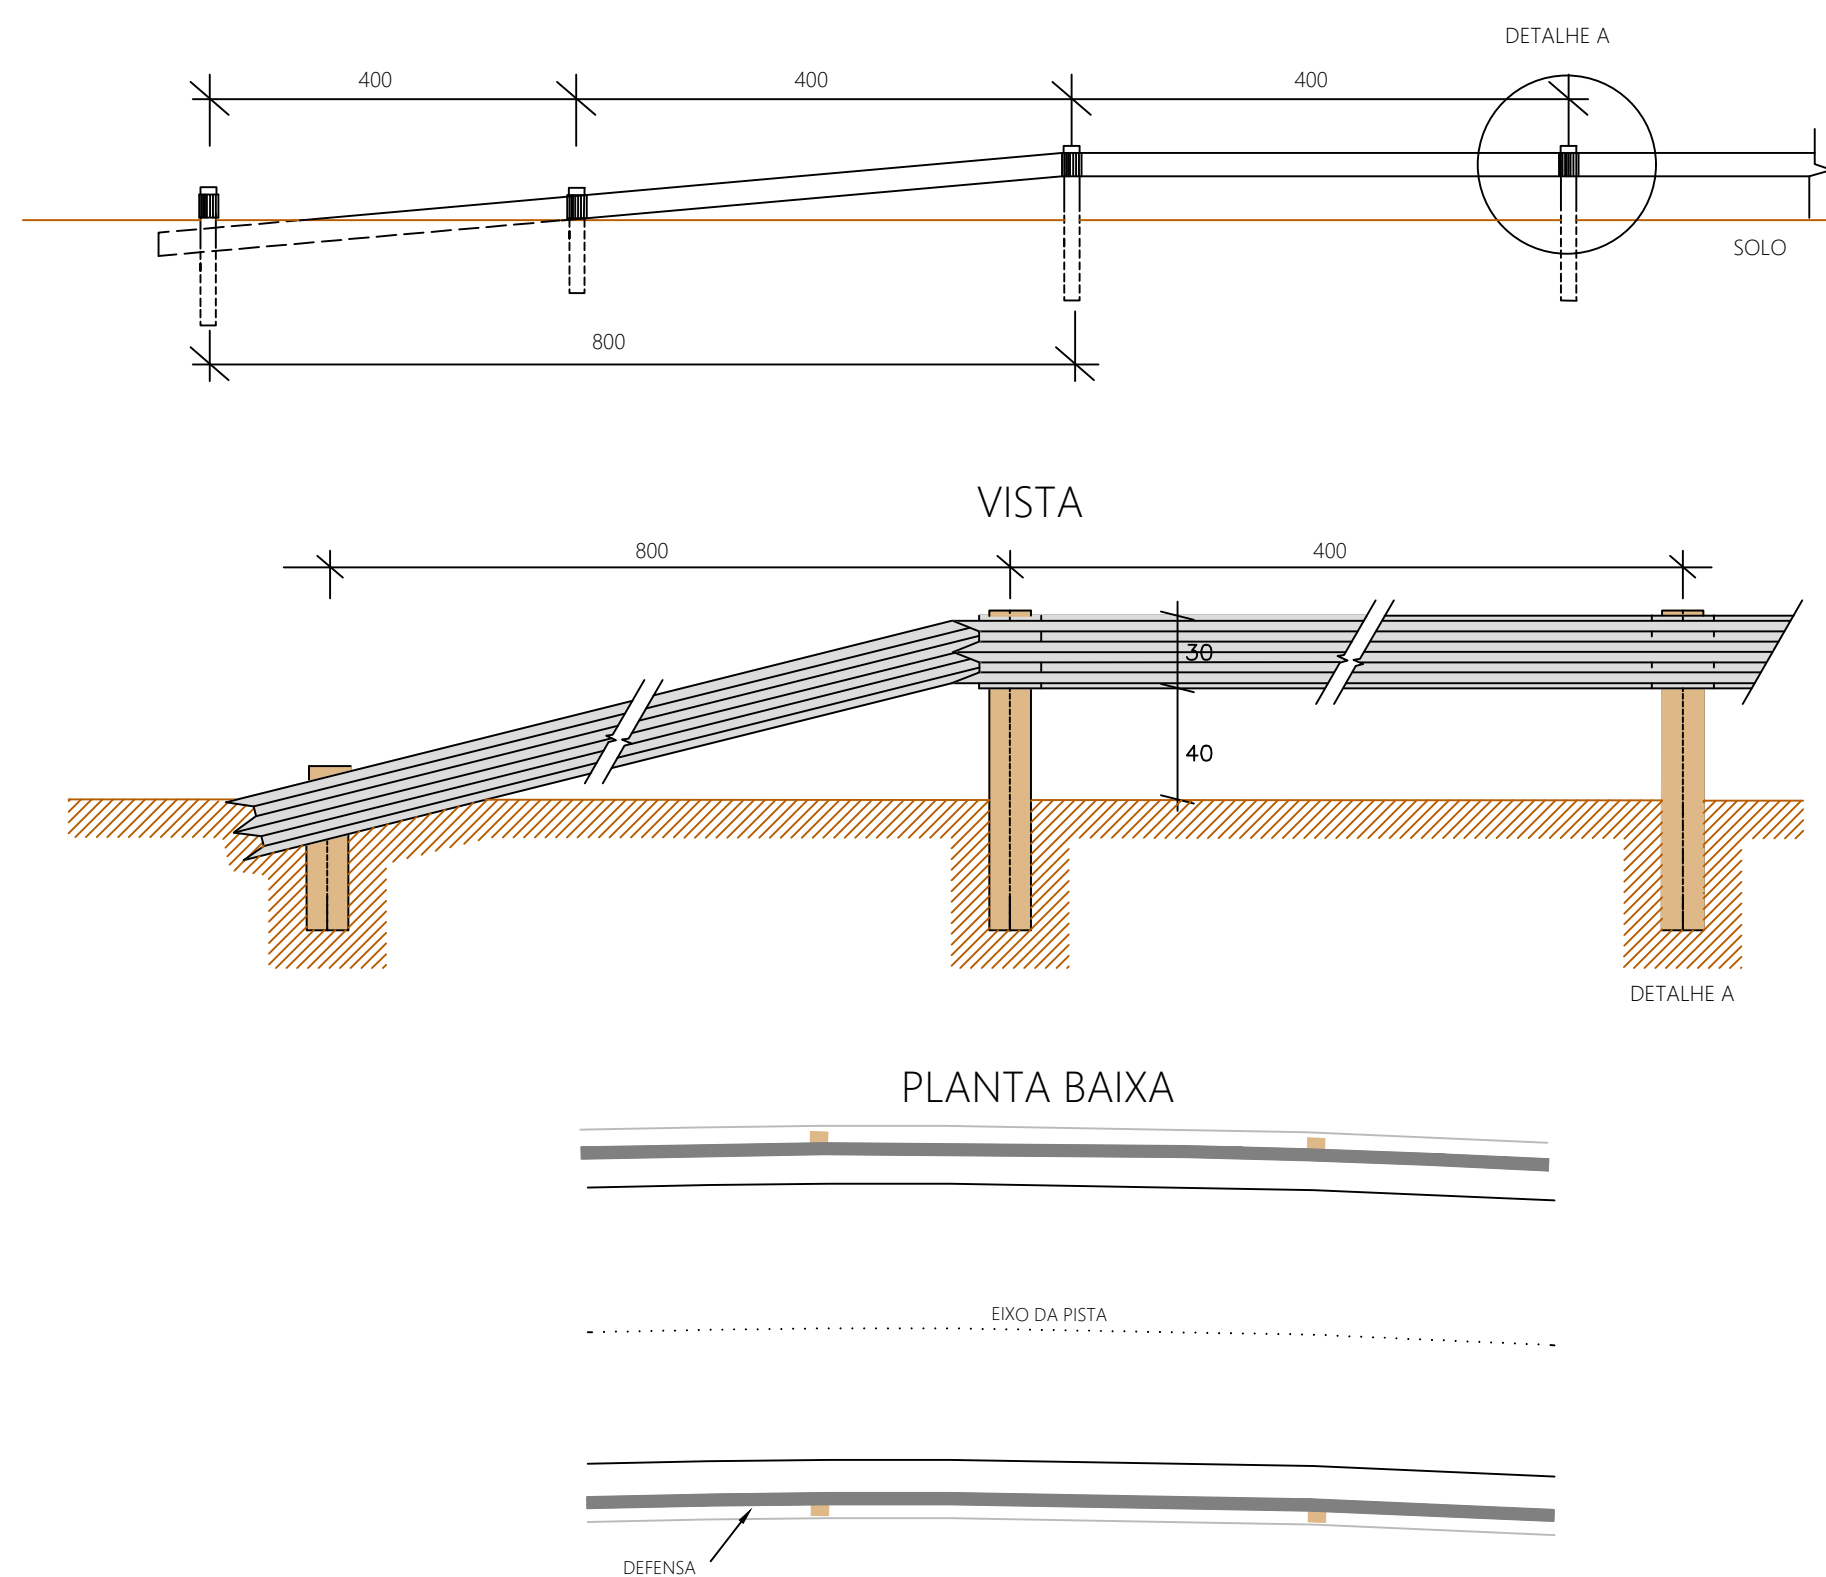 DETALHE A
400
400
400
SOLO
800
VISTA
800
400
30
40
DETALHE A
PLANTA BAIXA
EIXO DA PISTA
DEFENSA